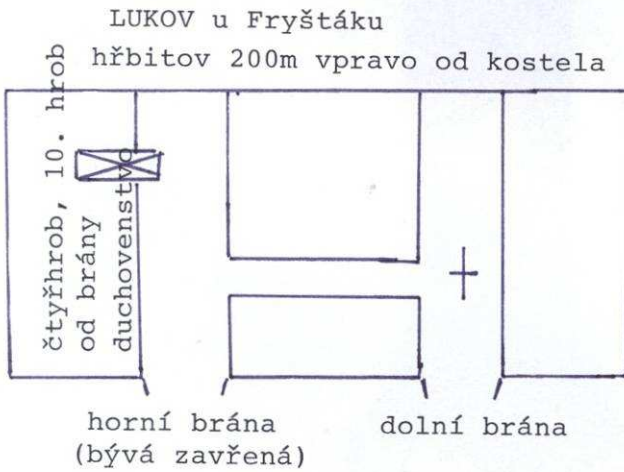 LUKOV u Fryštáku
hřbitov 200m vpravo od kostela
čtyřhrob, 10. hrob
od brány
duchovenstvo
horní brána
(bývá zavřená)
dolní brána